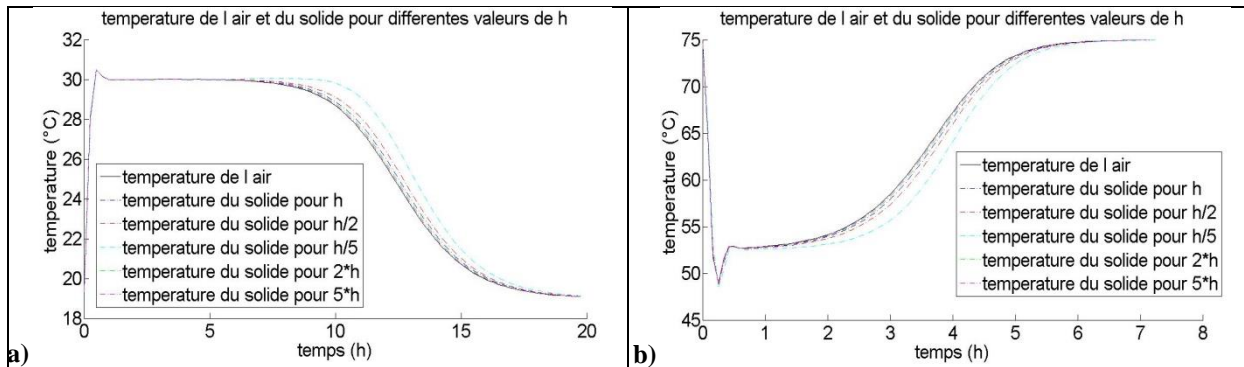 temperature de l air et du solide pour differentes valeurs de h
32
30
28
26
24
22
20
18
temperature (°C)
temperature de l air
temperature du solide pour h
temperature du solide pour h/2
temperature du solide pour h/5
temperature du solide pour 2*h
temperature du solide pour 5*h
0
5
10
15
20
temps (h)
a)
temperature de l air et du solide pour differentes valeurs de h
75
70
65
60
55
50
45
temperature (°C)
temperature de l air
temperature du solide pour h
temperature du solide pour h/2
temperature du solide pour h/5
temperature du solide pour 2*h
temperature du solide pour 5*h
0
1
2
3
4
5
6
7
8
temps (h)
b)